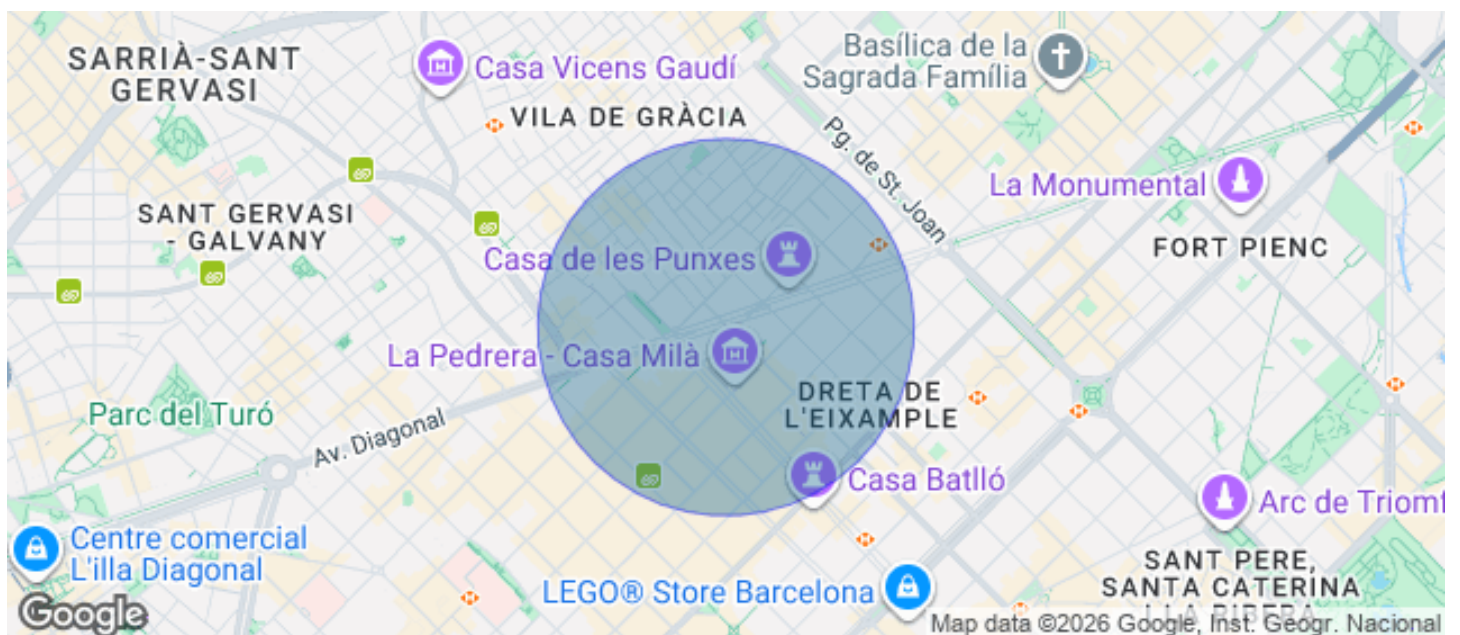 SARRIÀ-SANT
GERVASI
Casa Vicens Gaudí
Basílica de la
Sagrada Família
VILA DE GRÀCIA
Pg. de St. Joan
La Monumental
SANT GERVASI
- GALVANY
FORT PIENC
Casa de les Punxes
La Pedrera - Casa Milà
DRETA DE
L'EIXAMPLE
Parc del Turó
Av. Diagonal
Casa Batlló
Arc de Triomf
Centre comercial
L'illa Diagonal
SANT PERE,
SANTA CATERINA
I LA RIBERA
LEGO® Store Barcelona
Google
Map data ©2026 Google, Inst. Geogr. Nacional